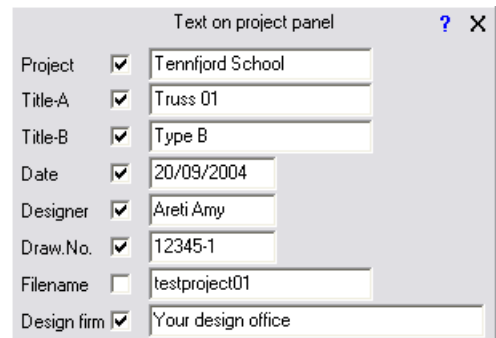 Text on project panel ? X
Project Tennfjord School
Title-A Truss 01
Title-B Type B
Date 20/09/2004
Designer Areti Amy
Draw.No. 12345-1
Filename testproject01
Design firm Your design office